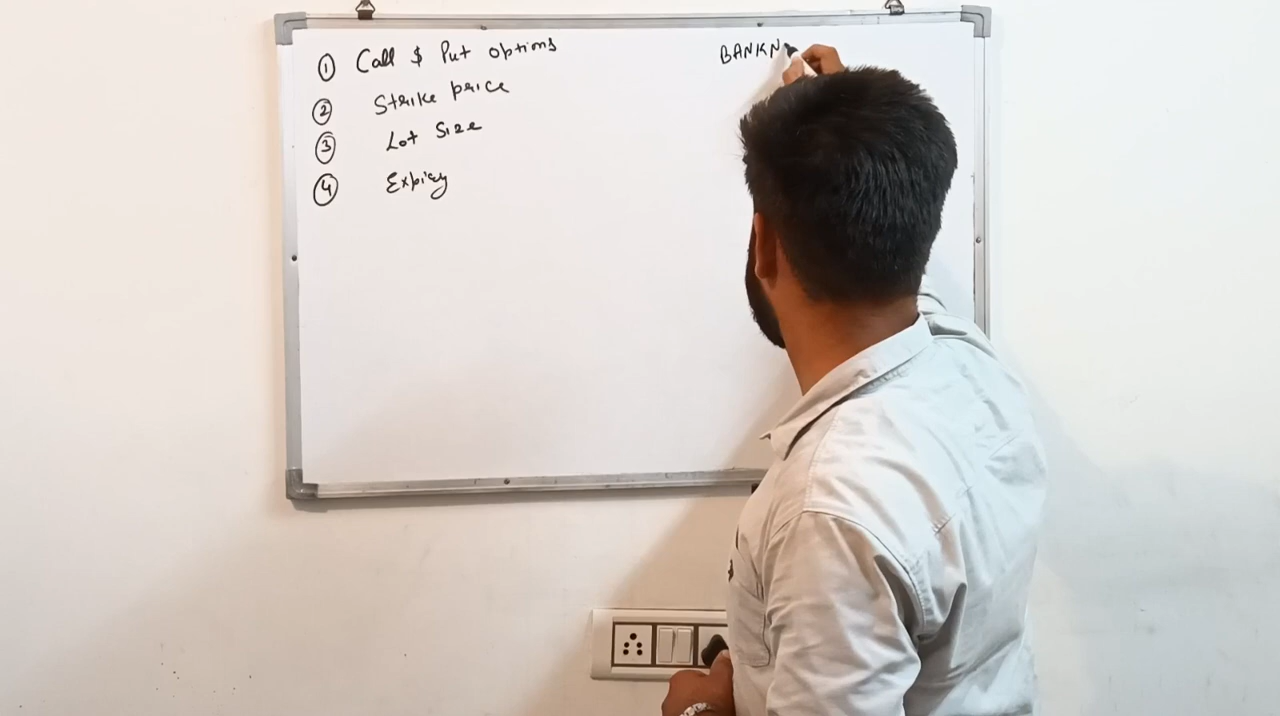 ① Call $ Put options
② Strike price
③ Lot Size
④ Expiry
BANKN